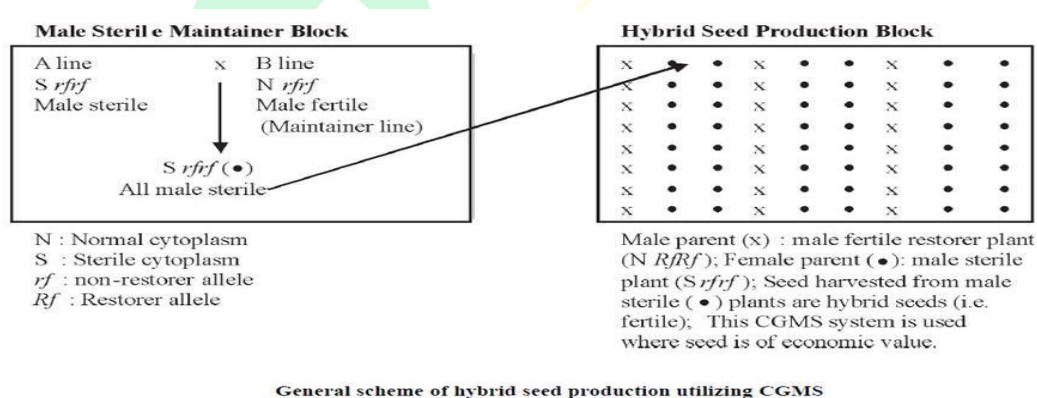 Male Steril e Maintainer Block
A line x B line
S rfrf N rfrf
Male sterile Male fertile
(Maintainer line)
S rfrf (●)
All male sterile
N : Normal cytoplasm
S : Sterile cytoplasm
rf : non-restorer allele
Rf : Restorer allele
Hybrid Seed Production Block
x ● ● x ● ● x ● ●
x ● ● x ● ● x ● ●
x ● ● x ● ● x ● ●
x ● ● x ● ● x ● ●
x ● ● x ● ● x ● ●
x ● ● x ● ● x ● ●
x ● ● x ● ● x ● ●
x ● ● x ● ● x ● ●
Male parent (x) : male fertile restorer plant
(N RfRf ); Female parent (●): male sterile
plant (S rfrf ); Seed harvested from male
sterile ( ● ) plants are hybrid seeds (i.e.
fertile); This CGMS system is used
where seed is of economic value.
General scheme of hybrid seed production utilizing CGMS